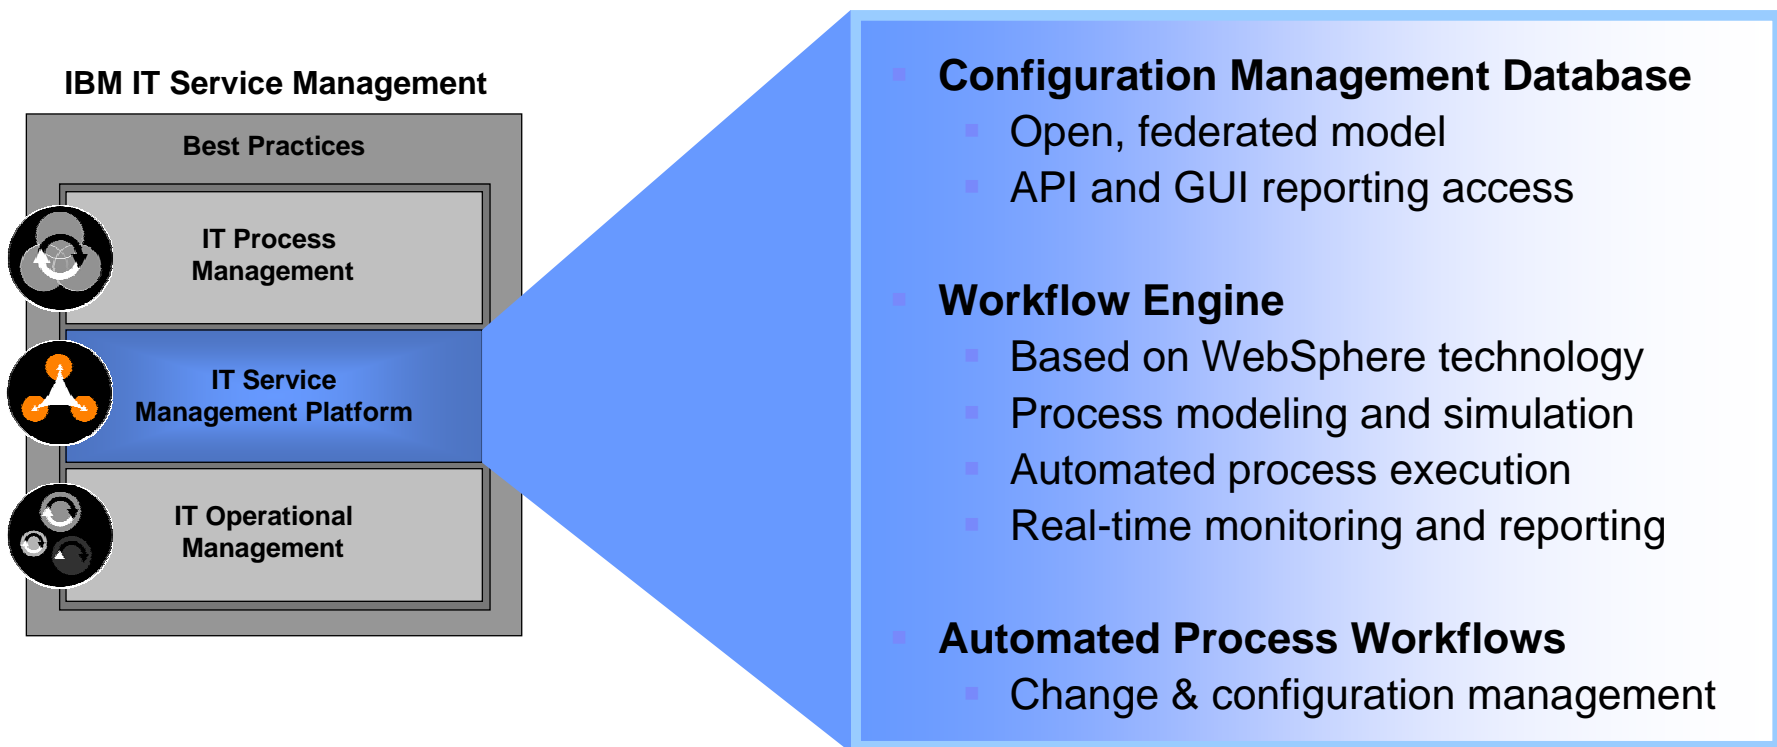 IBM IT Service Management
Best Practices
IT Process
Management
IT Service
Management Platform
IT Operational
Management
Configuration Management Database
Open, federated model
API and GUI reporting access
Workflow Engine
Based on WebSphere technology
Process modeling and simulation
Automated process execution
Real-time monitoring and reporting
Automated Process Workflows
Change & configuration management